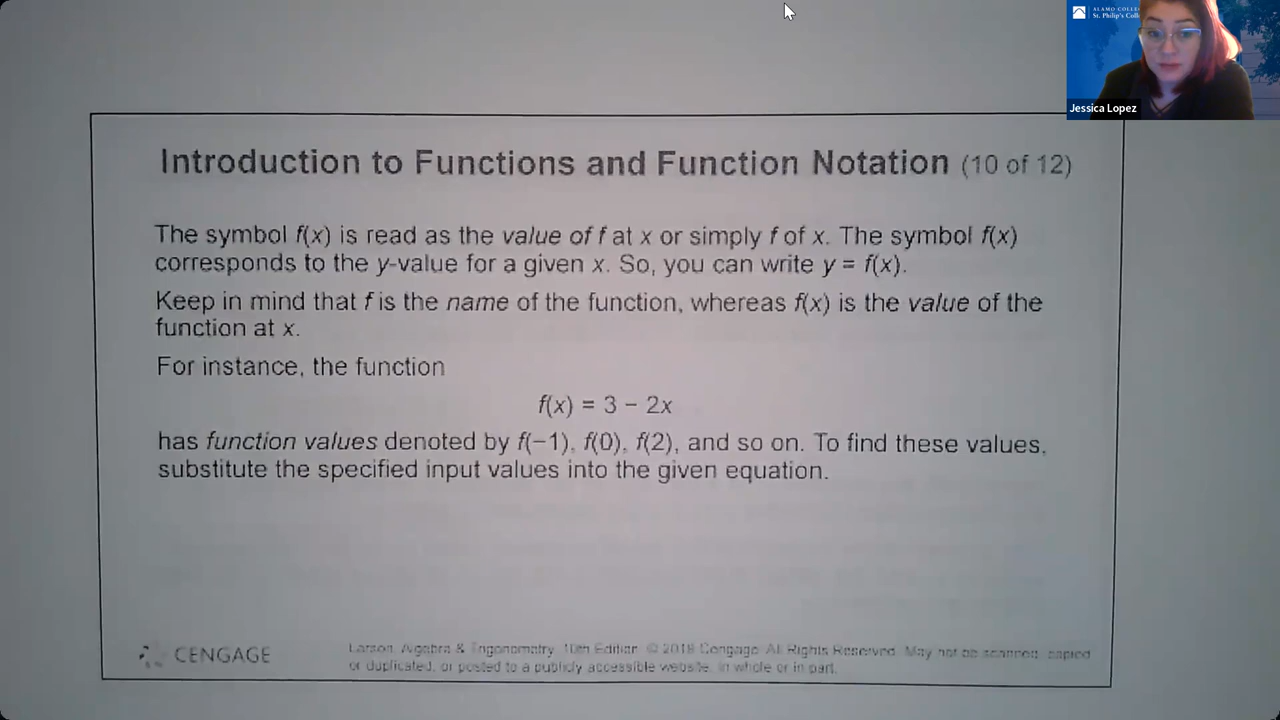 ALAMO COLLE
St. Philip's Coll
Jessica Lopez
Introduction to Functions and Function Notation (10 of 12)
The symbol f(x) is read as the value of f at x or simply f of x. The symbol f(x)
corresponds to the y-value for a given x. So, you can write y = f(x).
Keep in mind that f is the name of the function, whereas f(x) is the value of the
function at x.
For instance, the function
f(x) = 3 − 2x
has function values denoted by f(−1), f(0), f(2), and so on. To find these values,
substitute the specified input values into the given equation.
CENGAGE
Larson, Algebra & Trigonometry, 10th Edition. © 2018 Cengage. All Rights Reserved. May not be scanned, copied
or duplicated, or posted to a publicly accessible website, in whole or in part.